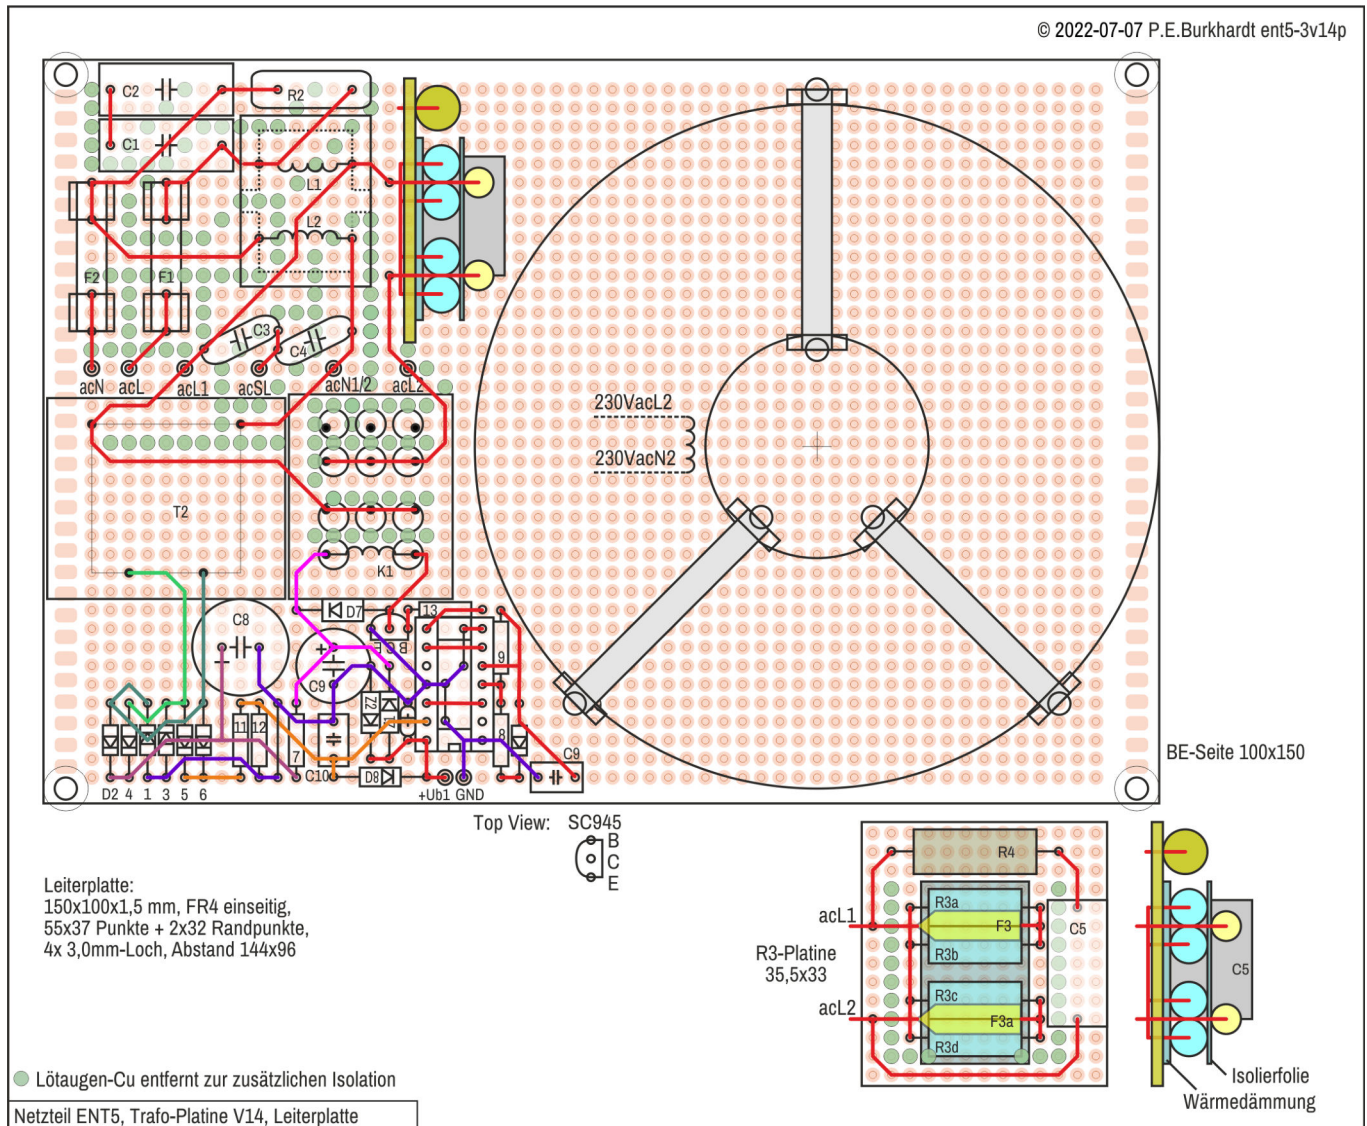 © 2022-07-07 P.E.Burkhardt ent5-3v14p
C2
R2
C1
L1
L2
F2
F1
C3
C4
acN
acL
acL1
acSL
acN1/2
acL2
230VacL2
230VacN2
T2
K1
C8
D7
13
B C E
+
C9
9
Z2
11
12
7
8
C10
D8
C9
D2 4 1 3 5 6
+Ub1 GND
BE-Seite 100x150
Top View: SC945
B
C
E
Leiterplatte:
150x100x1,5 mm, FR4 einseitig,
55x37 Punkte + 2x32 Randpunkte,
4x 3,0mm-Loch, Abstand 144x96
R4
R3a
acL1
F3
C5
R3b
R3-Platine
35,5x33
R3c
acL2
F3a
R3d
C5
Isolierfolie
Wärmedämmung
Lötaugen-Cu entfernt zur zusätzlichen Isolation
Netzteil ENT5, Trafo-Platine V14, Leiterplatte